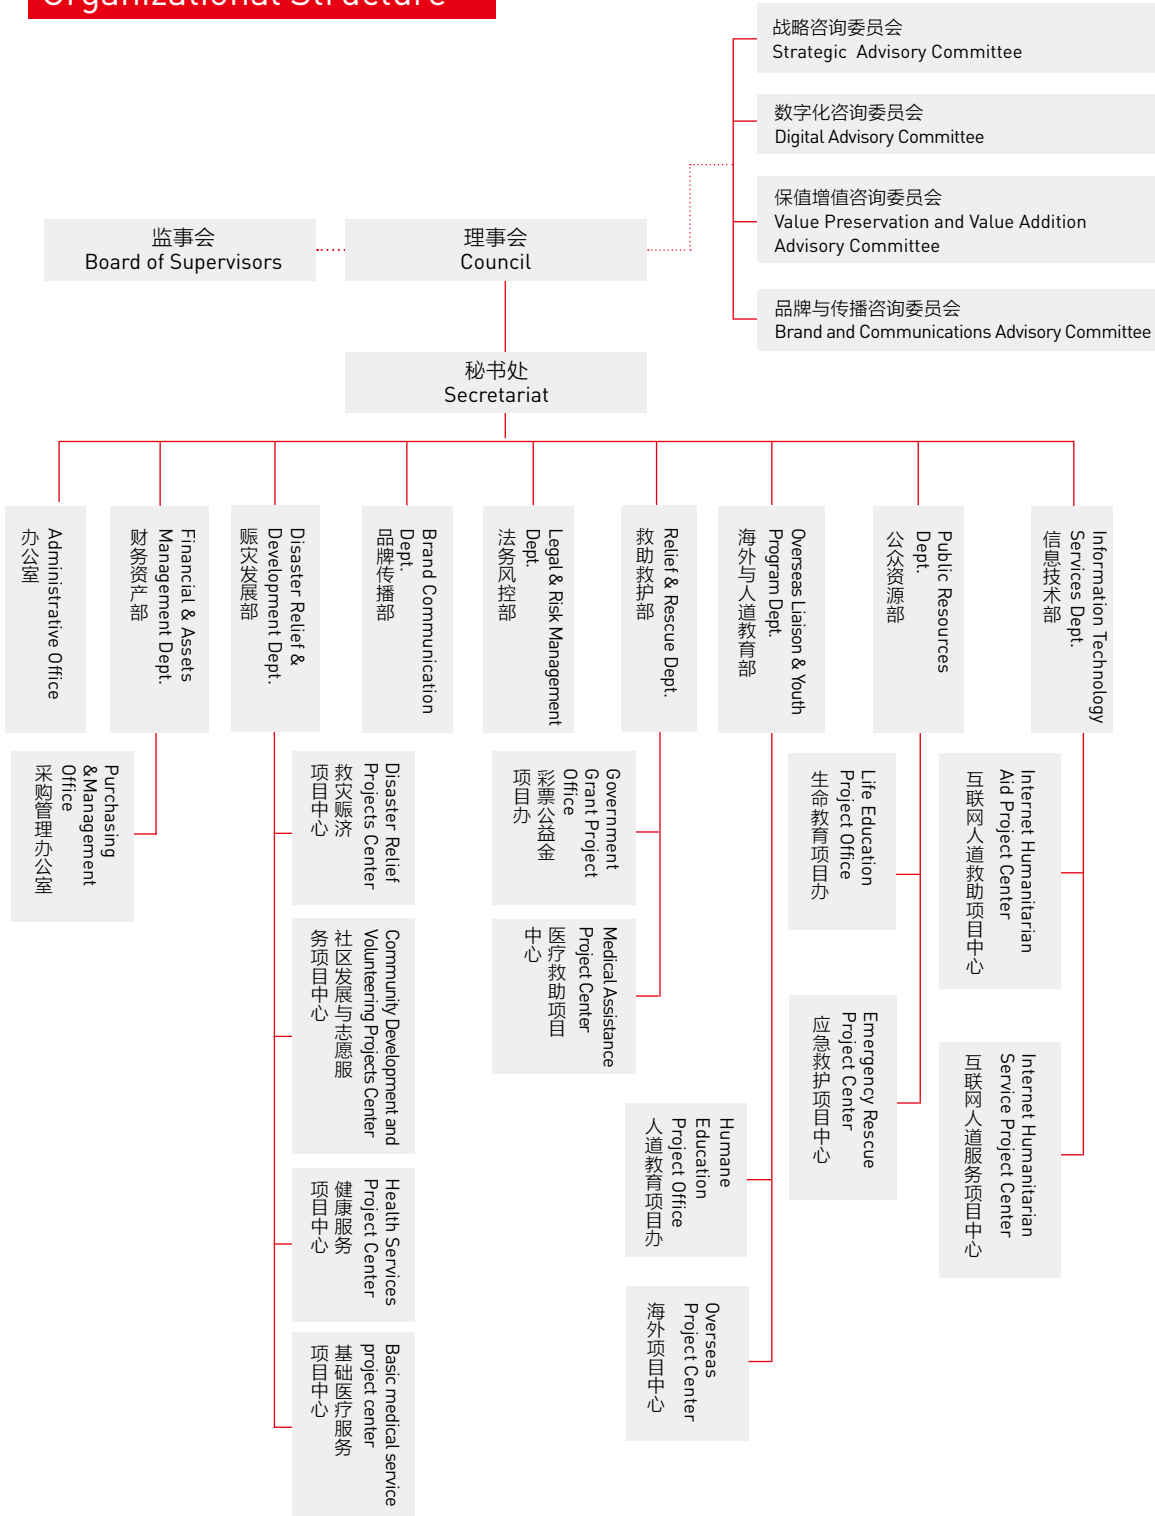 Organizational Structure
战略咨询委员会
Strategic Advisory Committee
数字化咨询委员会
Digital Advisory Committee
保值增值咨询委员会
Value Preservation and Value Addition
Advisory Committee
品牌与传播咨询委员会
Brand and Communications Advisory Committee
监事会
Board of Supervisors
理事会
Council
秘书处
Secretariat
Administrative Office
办公室
Financial & Assets
Management Dept.
财务资产部
Disaster Relief &
Development Dept.
赈灾发展部
Brand Communication
Dept.
品牌传播部
Legal & Risk Management
Dept.
法务风控部
Relief & Rescue Dept.
救助救护部
Overseas Liaison & Youth
Program Dept.
海外与人道教育部
Public Resources
Dept.
公众资源部
Information Technology
Services Dept.
信息技术部
Purchasing
&Management
Office
采购管理办公室
Disaster Relief
Projects Center
救灾赈济
项目中心
Community Development and
Volunteering Projects Center
社区发展与志愿服
务项目中心
Health Services
Project Center
健康服务
项目中心
Basic medical service
project center
基础医疗服务
项目中心
Government
Grant Project
Office
彩票公益金
项目办
Medical Assistance
Project Center
医疗救助项目
中心
Humane
Education
Project Office
人道教育项目办
Overseas
Project Center
海外项目中心
Life Education
Project Office
生命教育项目办
Emergency Rescue
Project Center
应急救护项目中心
Internet Humanitarian
Aid Project Center
互联网人道救助项目中心
Internet Humanitarian
Service Project Center
互联网人道服务项目中心